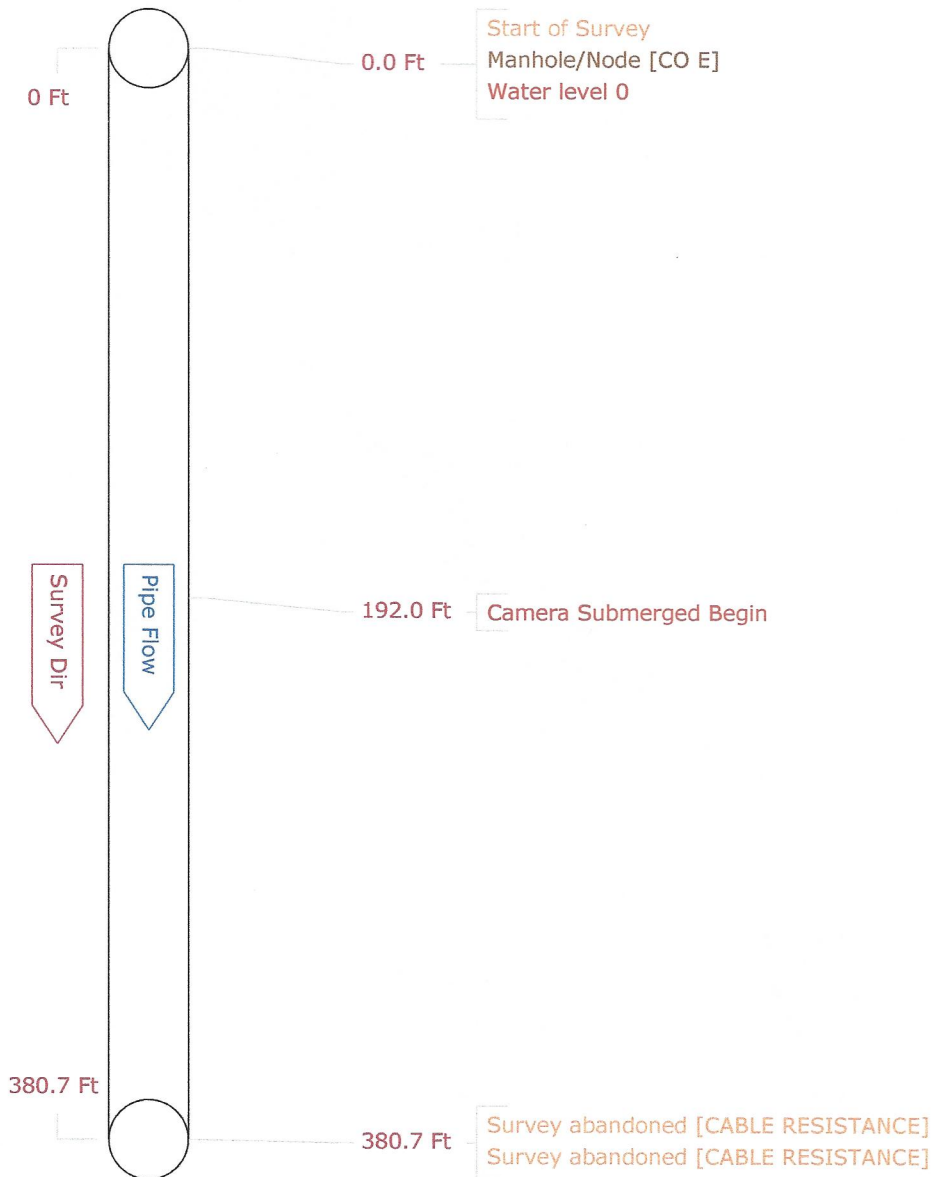 Start of Survey
0.0 Ft
Manhole/Node [CO E]
0 Ft
Water level 0
Survey Dir
Pipe Flow
192.0 Ft
Camera Submerged Begin
380.7 Ft
380.7 Ft
Survey abandoned [CABLE RESISTANCE]
Survey abandoned [CABLE RESISTANCE]